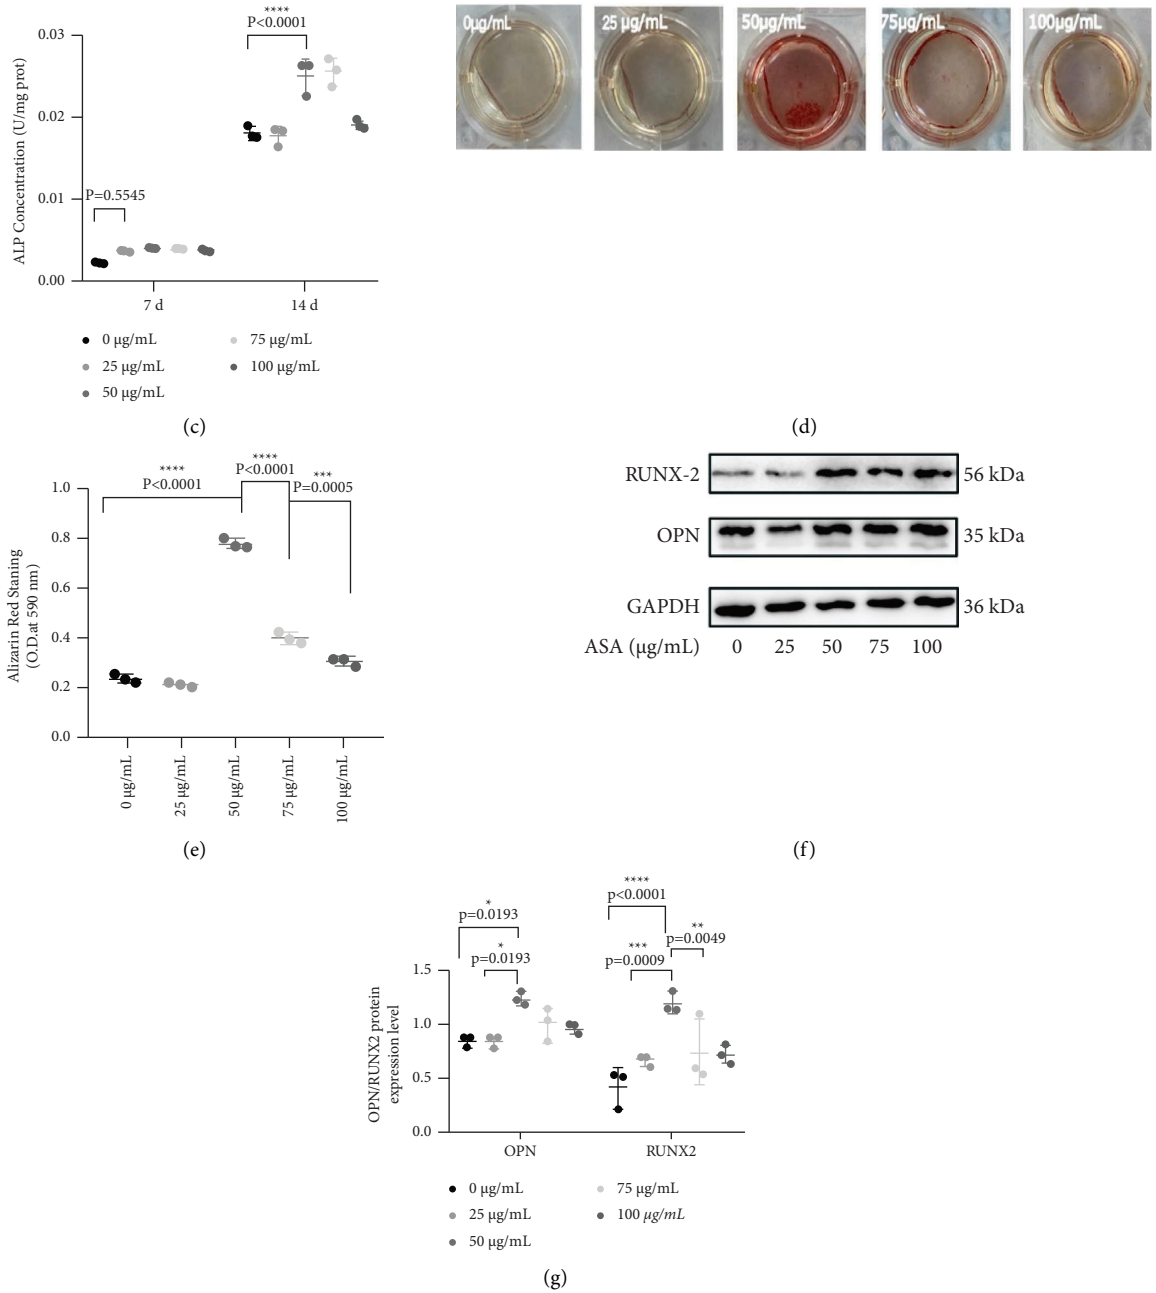 ****
P<0.0001
0.03
0.02
0.01
0.00
P=0.5545
ALP Concentration (U/mg prot)
7 d
14 d
0 µg/mL
75 µg/mL
25 µg/mL
100 µg/mL
50 µg/mL
(c)
0µg/mL
25 µg/mL
50µg/mL
75µg/mL
100µg/mL
(d)
****
P<0.0001
****
P<0.0001
***
P=0.0005
1.0
0.8
0.6
0.4
0.2
0.0
Alizarin Red Staning
(O.D.at 590 nm)
0 µg/mL
25 µg/mL
50 µg/mL
75 µg/mL
100 µg/mL
(e)
RUNX-2
56 kDa
OPN
35 kDa
GAPDH
36 kDa
ASA (µg/mL) 0 25 50 75 100
(f)
*
p=0.0193
*
p=0.0193
****
p<0.0001
***
p=0.0009
**
p=0.0049
1.5
1.0
0.5
0.0
OPN/RUNX2 protein
expression level
OPN
RUNX2
0 µg/mL
75 µg/mL
25 µg/mL
100 µg/mL
50 µg/mL
(g)